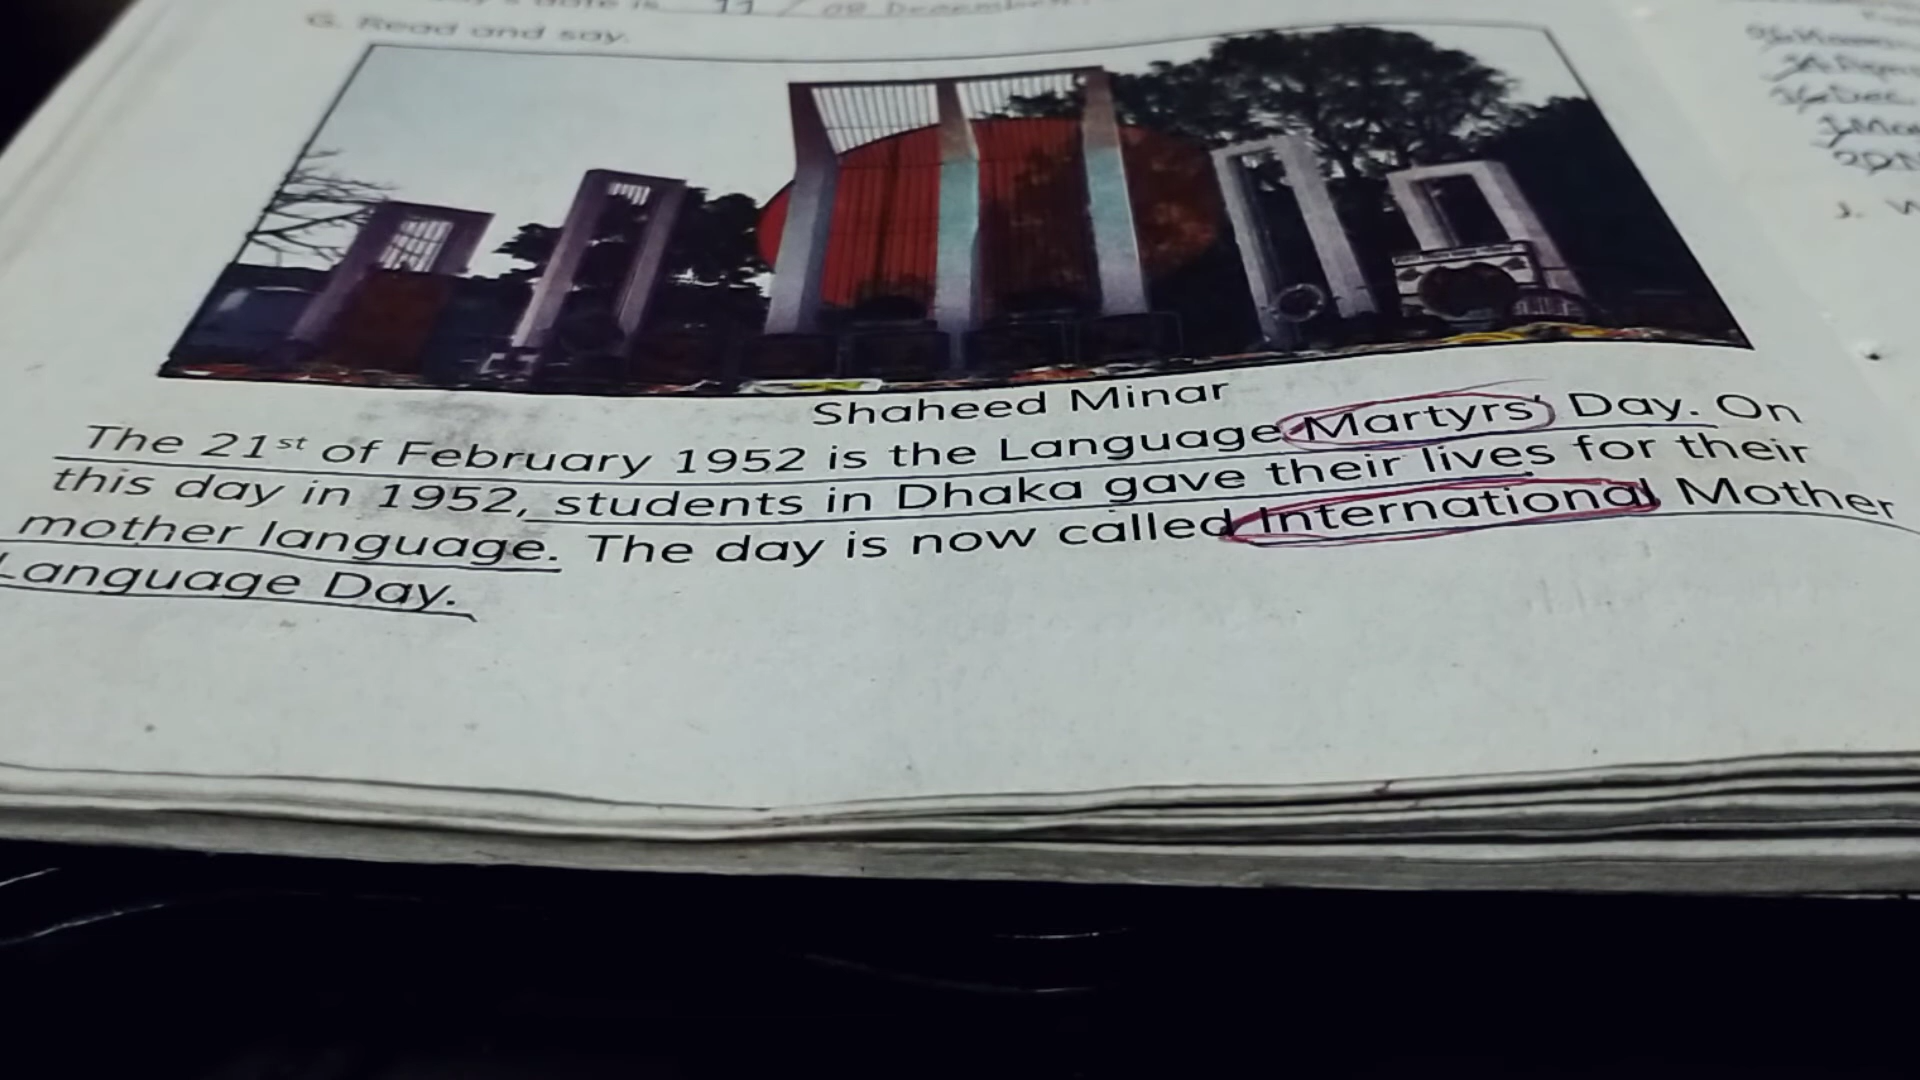 G. Read and say.
Shaheed Minar
The 21st of February 1952 is the Language Martyrs' Day. On
this day in 1952, students in Dhaka gave their lives for their
mother language. The day is now called International Mother
Language Day.